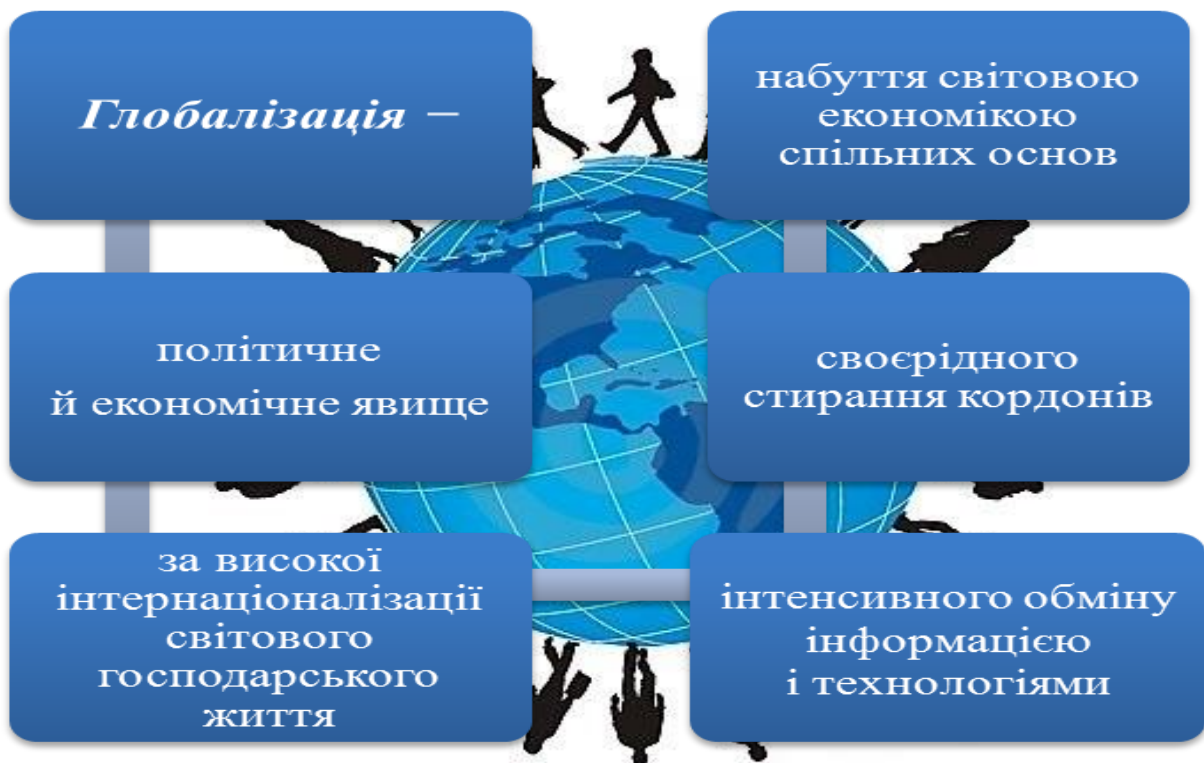 Глобалізація –
політичне
й економічне явище
за високої
інтернаціоналізації
світового
господарського
життя
інтенсивного обміну
інформацією
і технологіями
своєрідного
стирання кордонів
набуття світовою
економікою
спільних основ